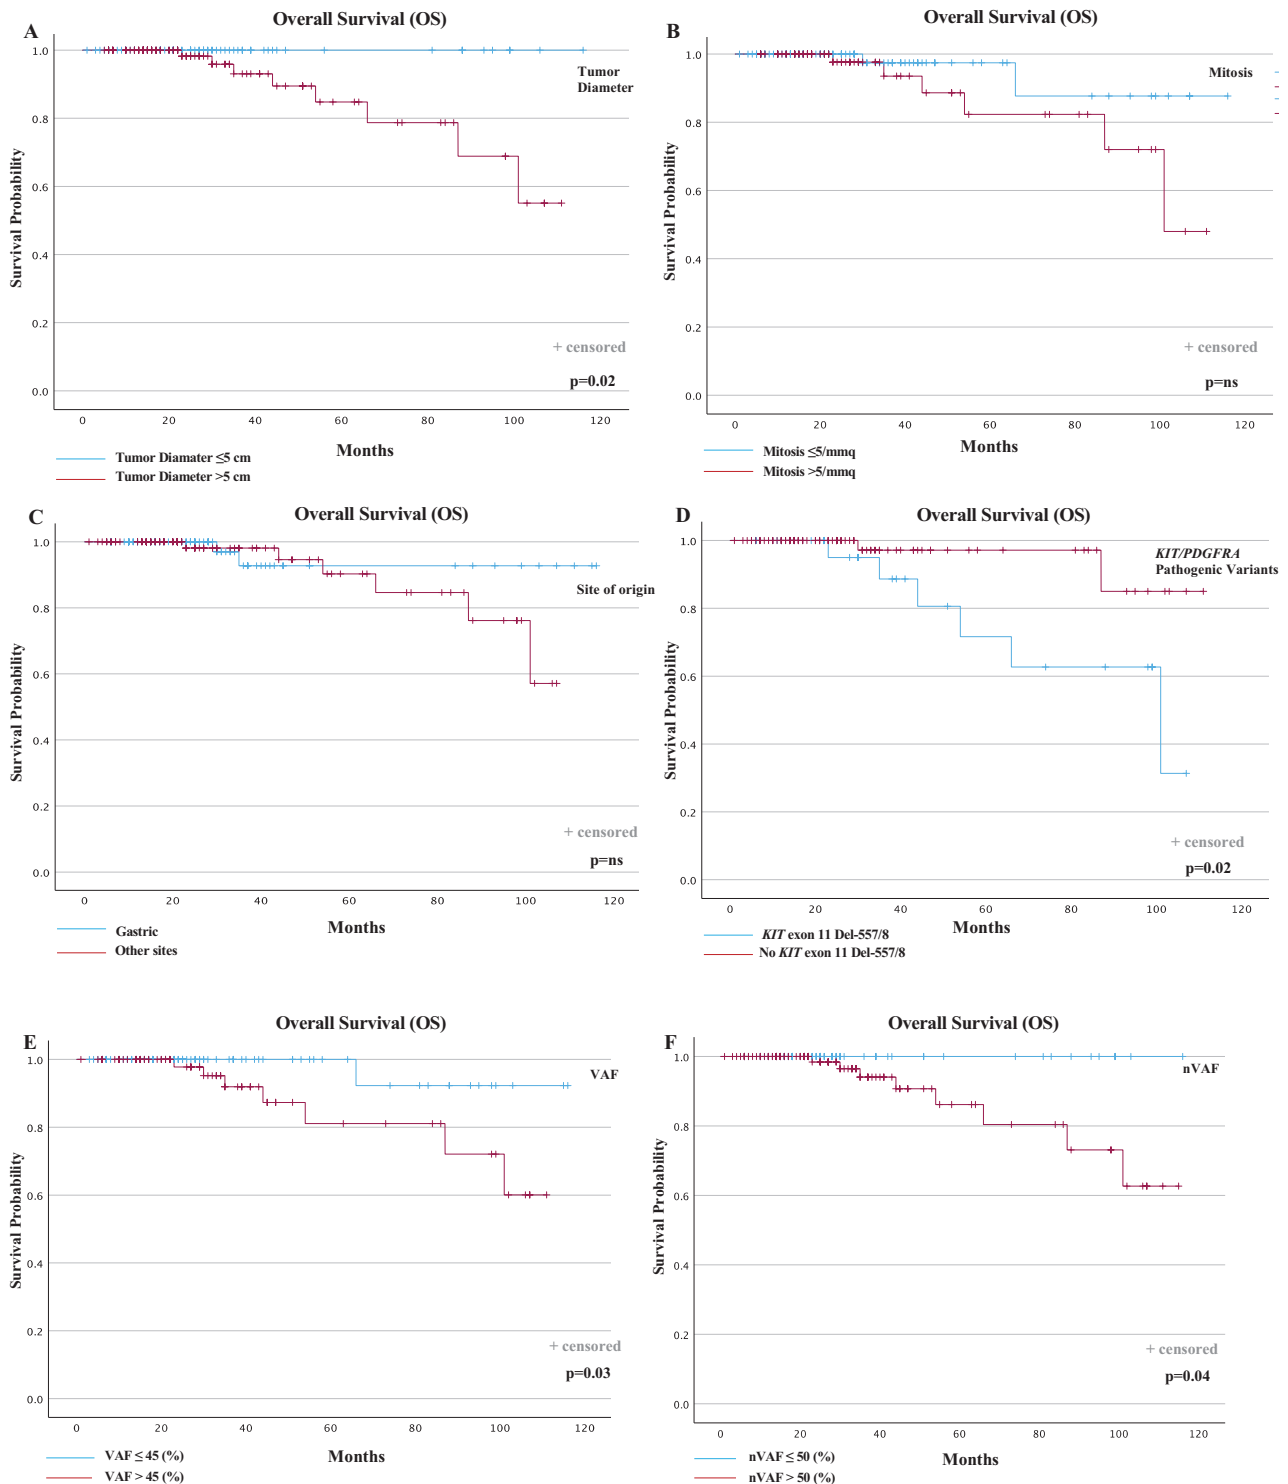 A
Overall Survival (OS)
Survival Probability
1.0
0.8
0.6
0.4
0.2
0.0
Tumor
Diameter
+ censored
p=0.02
0 20 40 60 80 100 120
Months
Tumor Diamater ≤5 cm
Tumor Diameter >5 cm
B
Overall Survival (OS)
Survival Probability
1.0
0.8
0.6
0.4
0.2
0.0
Mitosis
+ censored
p=ns
0 20 40 60 80 100 120
Months
Mitosis ≤5/mmq
Mitosis >5/mmq
C
Overall Survival (OS)
Survival Probability
1.0
0.8
0.6
0.4
0.2
0.0
Site of origin
+ censored
p=ns
0 20 40 60 80 100 120
Months
Gastric
Other sites
D
Overall Survival (OS)
Survival Probability
1.0
0.8
0.6
0.4
0.2
0.0
KIT/PDGFRA
Pathogenic Variants
+ censored
p=0.02
0 20 40 60 80 100 120
Months
KIT exon 11 Del-557/8
No KIT exon 11 Del-557/8
E
Overall Survival (OS)
Survival Probability
1.0
0.8
0.6
0.4
0.2
0.0
VAF
+ censored
p=0.03
0 20 40 60 80 100 120
Months
VAF ≤ 45 (%)
VAF > 45 (%)
F
Overall Survival (OS)
Survival Probability
1.0
0.8
0.6
0.4
0.2
0.0
nVAF
+ censored
p=0.04
0 20 40 60 80 100 120
Months
nVAF ≤ 50 (%)
nVAF > 50 (%)